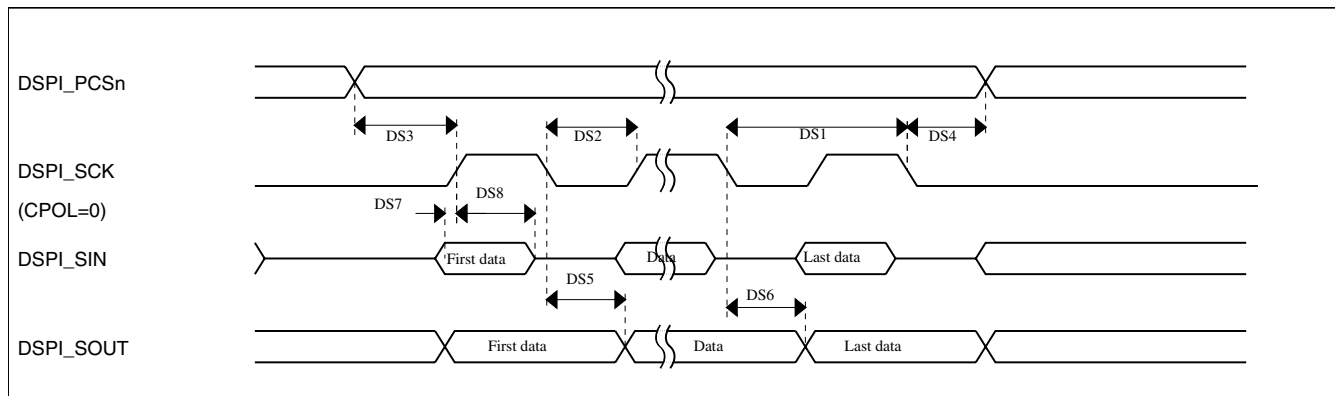 DSPI_PCSn
DS3
DS2
DS1
DS4
DSPI_SCK
DS7
DS8
(CPOL=0)
DSPI_SIN
First data
Data
Last data
DS5
DS6
DSPI_SOUT
First data
Data
Last data